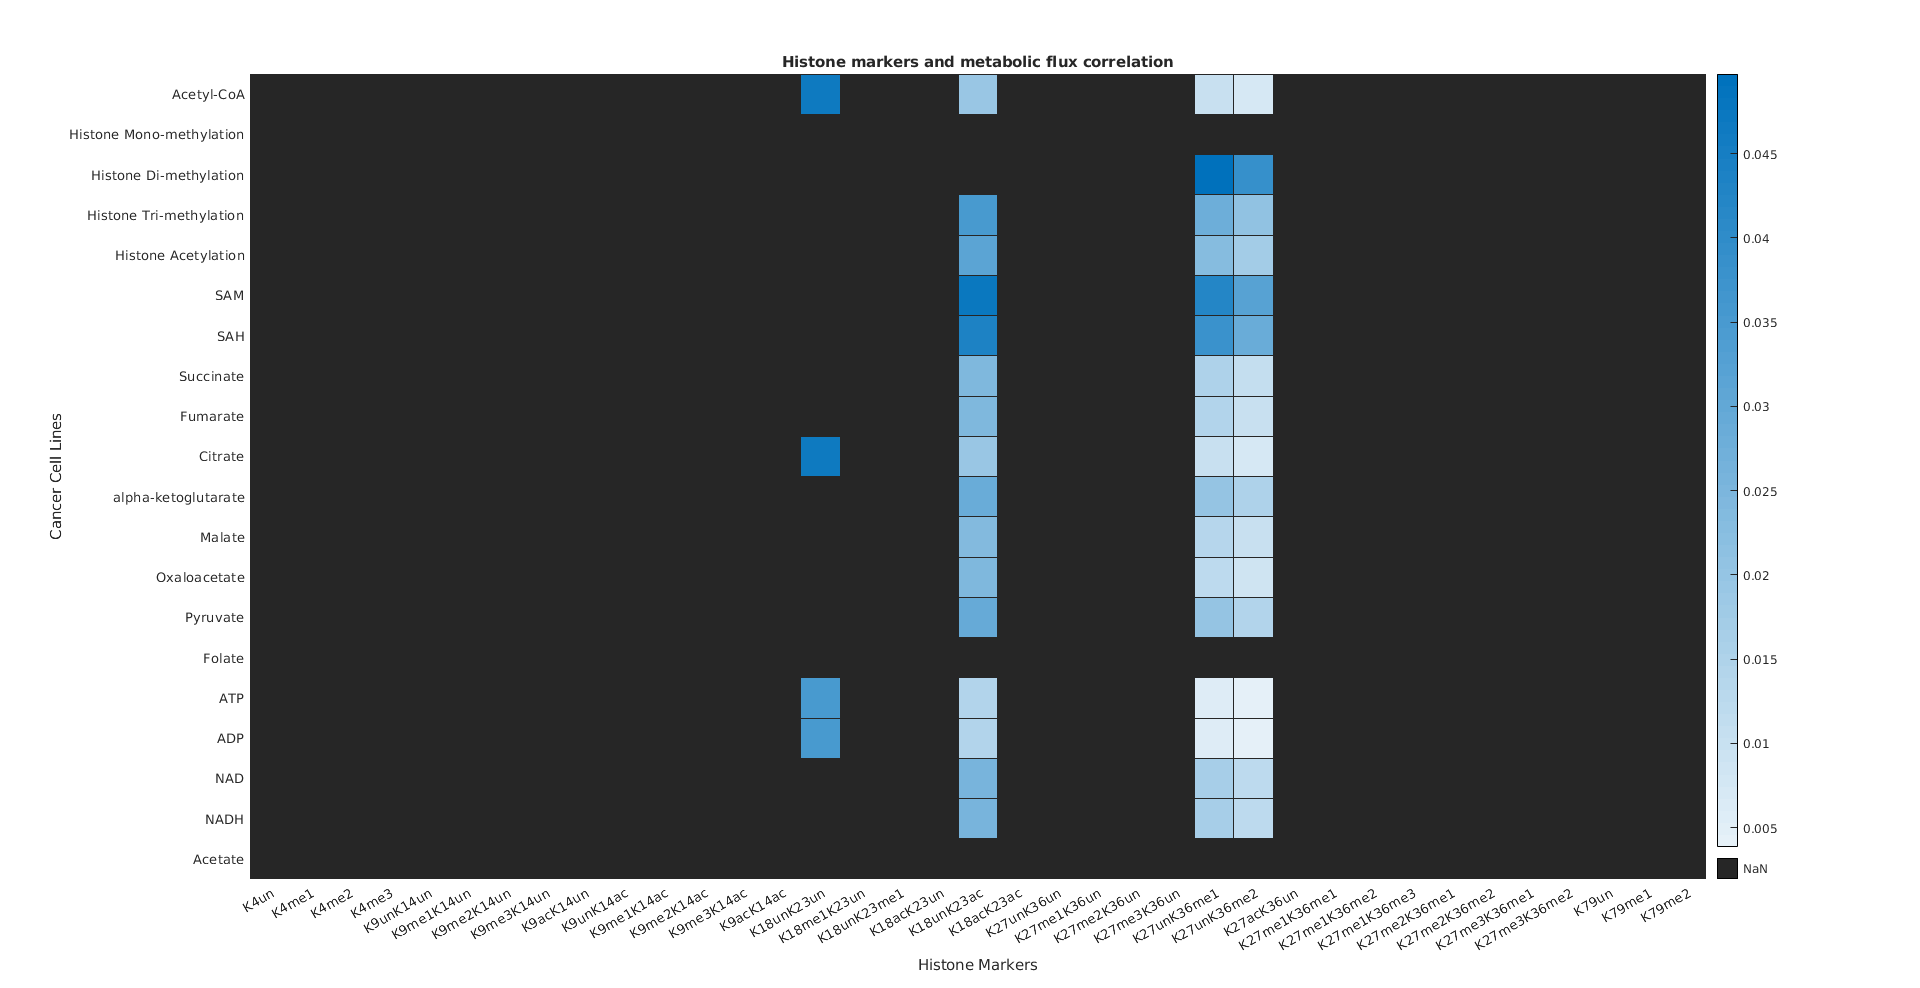 Histone markers and metabolic flux correlation
Cancer Cell Lines
Acetyl-CoA
Histone Mono-methylation
Histone Di-methylation
Histone Tri-methylation
Histone Acetylation
SAM
SAH
Succinate
Fumarate
Citrate
alpha-ketoglutarate
Malate
Oxaloacetate
Pyruvate
Folate
ATP
ADP
NAD
NADH
Acetate
0.045
0.04
0.035
0.03
0.025
0.02
0.015
0.01
0.005
NaN
K4un
K4me1
K4me2
K4me3
K9unK14un
K9me1K14un
K9me2K14un
K9me3K14un
K9acK14un
K9unK14ac
K9me1K14ac
K9me2K14ac
K9me3K14ac
K9acK14ac
K18unK23un
K18me1K23un
K18unK23me1
K18acK23un
K18unK23ac
K18acK23ac
K27unK36un
K27me1K36un
K27me2K36un
K27me3K36un
K27unK36me1
K27unK36me2
K27acK36un
K27me1K36me1
K27me1K36me2
K27me1K36me3
K27me2K36me1
K27me2K36me2
K27me3K36me1
K27me3K36me2
K79un
K79me1
K79me2
Histone Markers